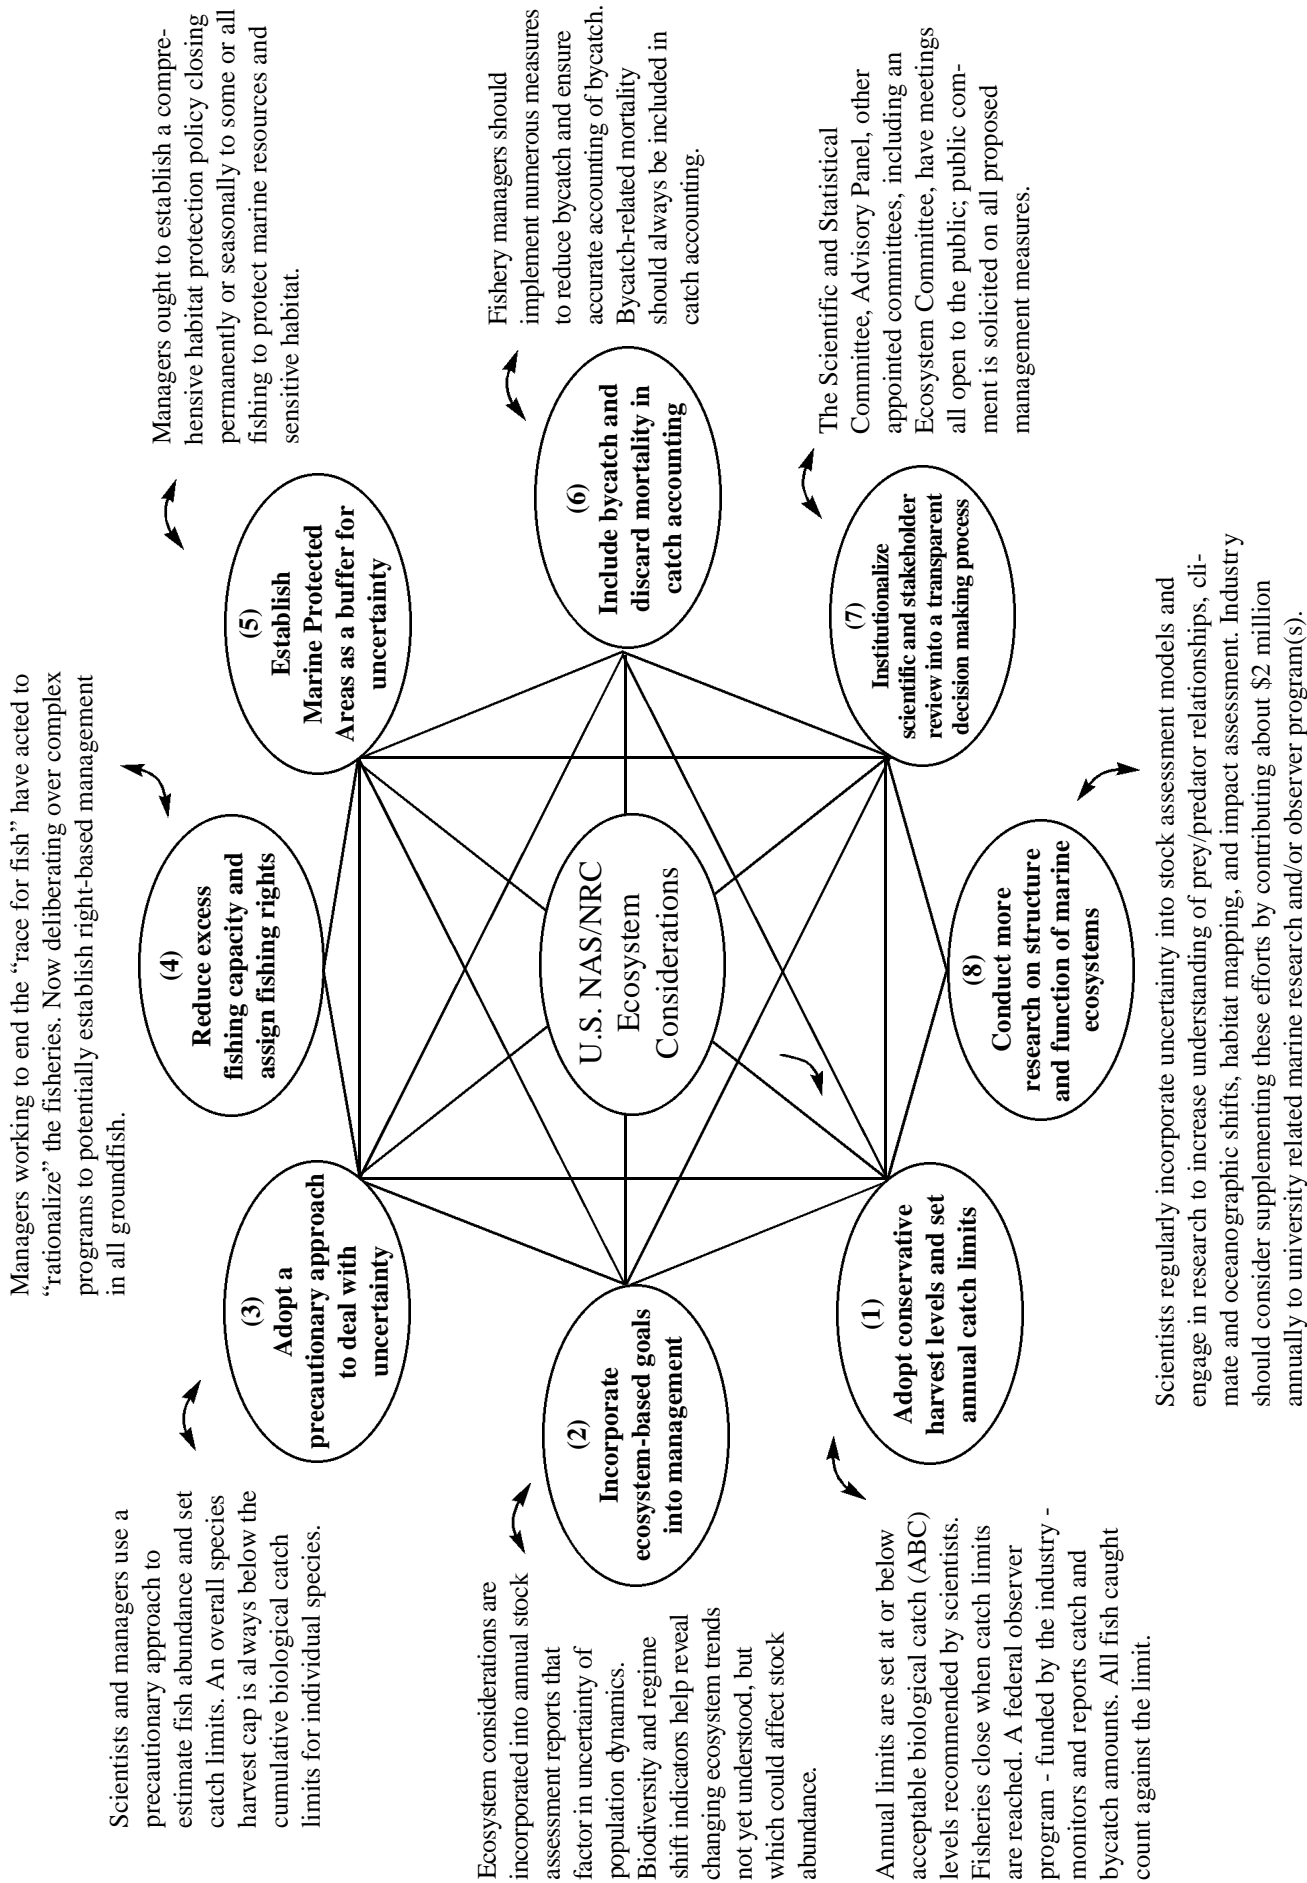 Scientists and managers use a
precautionary approach to
estimate fish abundance and set
catch limits. An overall species
harvest cap is always below the
cumulative biological catch
limits for individual species.
Managers working to end the “race for fish” have acted to
“rationalize” the fisheries. Now deliberating over complex
programs to potentially establish right-based management
in all groundfish.
Managers ought to establish a compre-
hensive habitat protection policy closing
permanently or seasonally to some or all
fishing to protect marine resources and
sensitive habitat.
(3)
Adopt a
precautionary approach
to deal with
uncertainty
(4)
Reduce excess
fishing capacity and
assign fishing rights
(5)
Establish
Marine Protected
Areas as a buffer for
uncertainty
Ecosystem considerations are
incorporated into annual stock
assessment reports that
factor in uncertainty of
population dynamics.
Biodiversity and regime
shift indicators help reveal
changing ecosystem trends
not yet understood, but
which could affect stock
abundance.
(2)
Incorporate
ecosystem-based goals
into management
U.S. NAS/NRC
Ecosystem
Considerations
(6)
Include bycatch and
discard mortality in
catch accounting
Fishery managers should
implement numerous measures
to reduce bycatch and ensure
accurate accounting of bycatch.
Bycatch-related mortality
should always be included in
catch accounting.
Annual limits are set at or below
acceptable biological catch (ABC)
levels recommended by scientists.
Fisheries close when catch limits
are reached. A federal observer
program - funded by the industry -
monitors and reports catch and
bycatch amounts. All fish caught
count against the limit.
(1)
Adopt conservative
harvest levels and set
annual catch limits
(8)
Conduct more
research on structure
and function of marine
ecosystems
(7)
Institutionalize
scientific and stakeholder
review into a transparent
decision making process
The Scientific and Statistical
Committee, Advisory Panel, other
appointed committees, including an
Ecosystem Committee, have meetings
all open to the public; public com-
ment is solicited on all proposed
management measures.
Scientists regularly incorporate uncertainty into stock assessment models and
engage in research to increase understanding of prey/predator relationships, cli-
mate and oceanographic shifts, habitat mapping, and impact assessment. Industry
should consider supplementing these efforts by contributing about $2 million
annually to university related marine research and/or observer program(s).